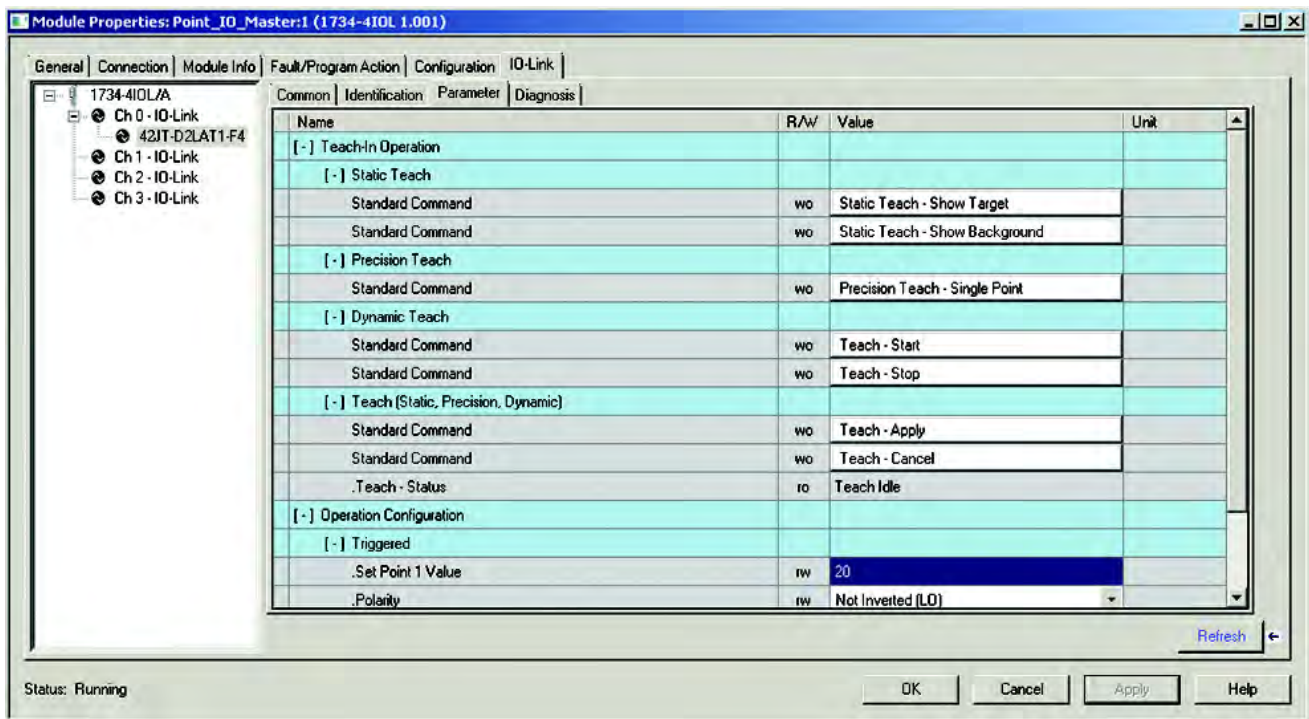 Module Properties: Point_IO_Master:1 (1734-4IOL 1.001)
General Connection Module Info Fault/Program Action Configuration IO-Link
1734-4IOL/A
Ch 0 - IO-Link
42JT-D2LAT1-F4
Ch 1 - IO-Link
Ch 2 - IO-Link
Ch 3 - IO-Link
Common Identification Parameter Diagnosis
Name R/W Value Unit
[-] Teach-In Operation
[-] Static Teach
Standard Command wo Static Teach - Show Target
Standard Command wo Static Teach - Show Background
[-] Precision Teach
Standard Command wo Precision Teach - Single Point
[-] Dynamic Teach
Standard Command wo Teach - Start
Standard Command wo Teach - Stop
[-] Teach (Static, Precision, Dynamic)
Standard Command wo Teach - Apply
Standard Command wo Teach - Cancel
.Teach - Status ro Teach Idle
[-] Operation Configuration
[-] Triggered
.Set Point 1 Value rw 20
.Polarity rw Not Inverted (LO)
Refresh
Status: Running
OK Cancel Apply Help